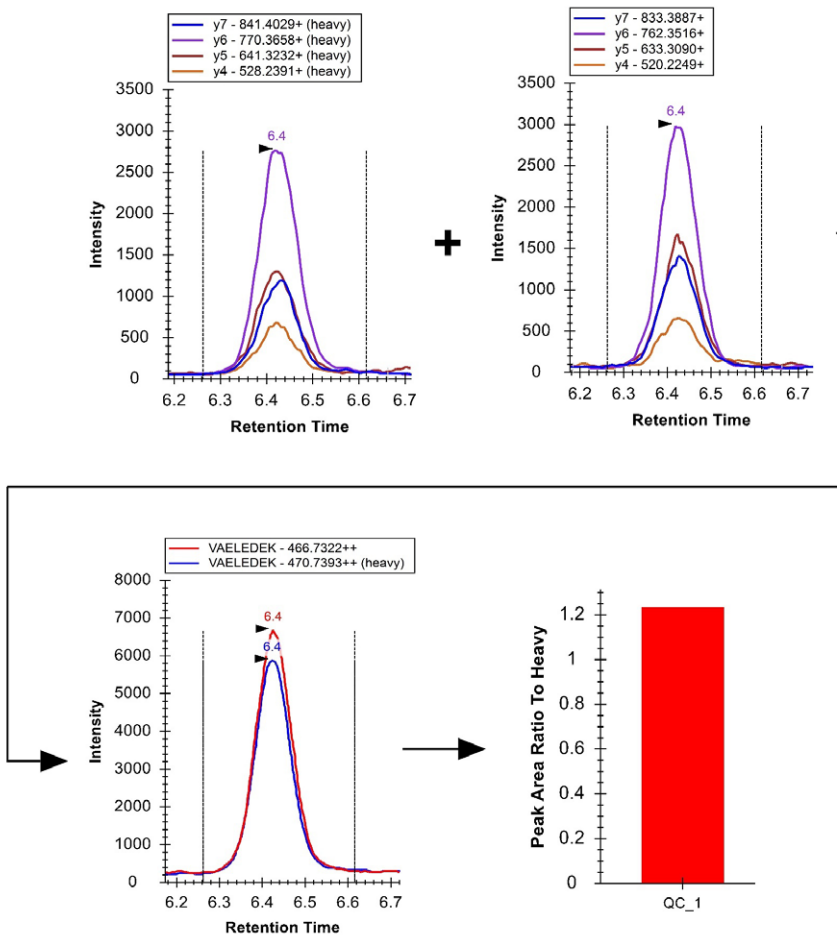 y7 - 841.4029+ (heavy)
y6 - 770.3658+ (heavy)
y5 - 641.3232+ (heavy)
y4 - 528.2391+ (heavy)
3500
3000
2500
2000
1500
1000
500
0
6.4
Intensity
6.2 6.3 6.4 6.5 6.6 6.7
Retention Time
+
y7 - 833.3887+
y6 - 762.3516+
y5 - 633.3090+
y4 - 520.2249+
3500
3000
2500
2000
1500
1000
500
0
6.4
Intensity
6.2 6.3 6.4 6.5 6.6 6.7
Retention Time
VAELEDEK - 466.7322++
VAELEDEK - 470.7393++ (heavy)
8000
7000
6000
5000
4000
3000
2000
1000
0
6.4
6.4
Intensity
6.2 6.3 6.4 6.5 6.6 6.7
Retention Time
Peak Area Ratio To Heavy
1.2
1
0.8
0.6
0.4
0.2
0
QC_1